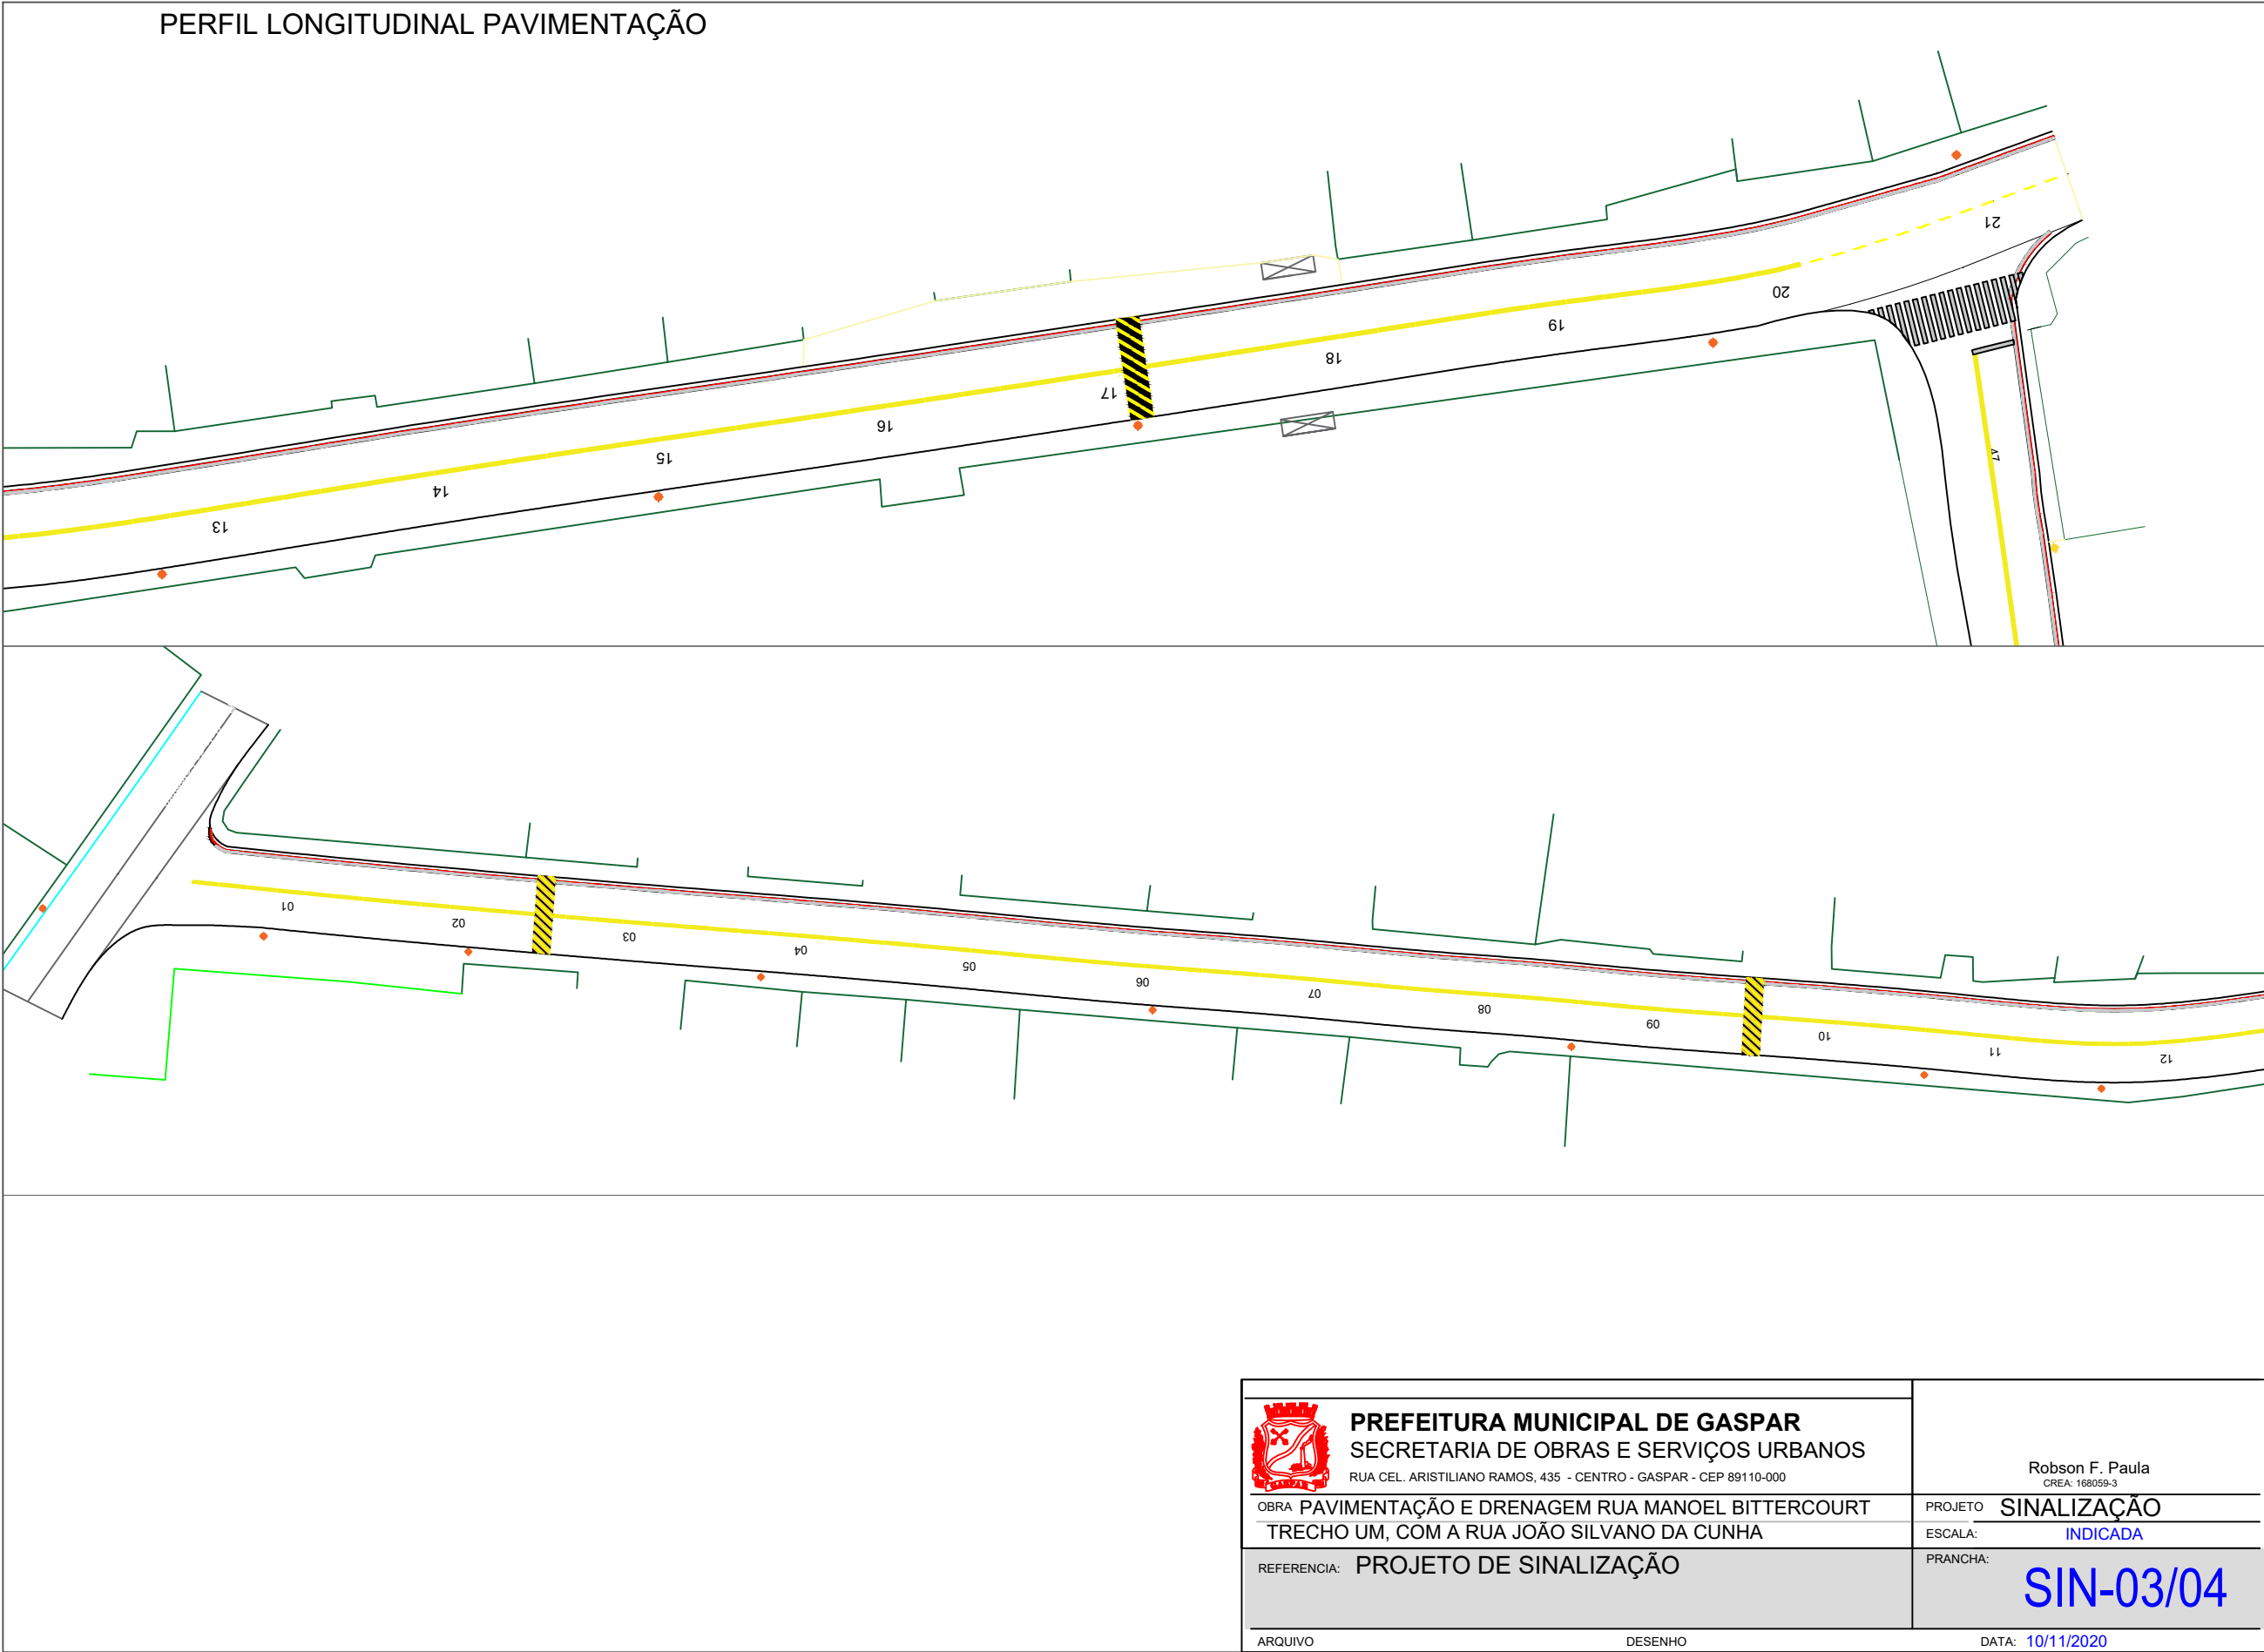 PERFIL LONGITUDINAL PAVIMENTAÇÃO
21
20
19
18
17
16
15
14
13
47
01
02
03
04
05
06
07
08
09
10
11
12
PREFEITURA MUNICIPAL DE GASPAR
SECRETARIA DE OBRAS E SERVIÇOS URBANOS
RUA CEL. ARISTILIANO RAMOS, 435 - CENTRO - GASPAR - CEP 89110-000
GASPAR
Robson F. Paula
CREA: 168059-3
OBRA PAVIMENTAÇÃO E DRENAGEM RUA MANOEL BITTERCOURT
TRECHO UM, COM A RUA JOÃO SILVANO DA CUNHA
PROJETO SINALIZAÇÃO
ESCALA: INDICADA
REFERENCIA: PROJETO DE SINALIZAÇÃO
PRANCHA:
SIN-03/04
ARQUIVO DESENHO DATA: 10/11/2020